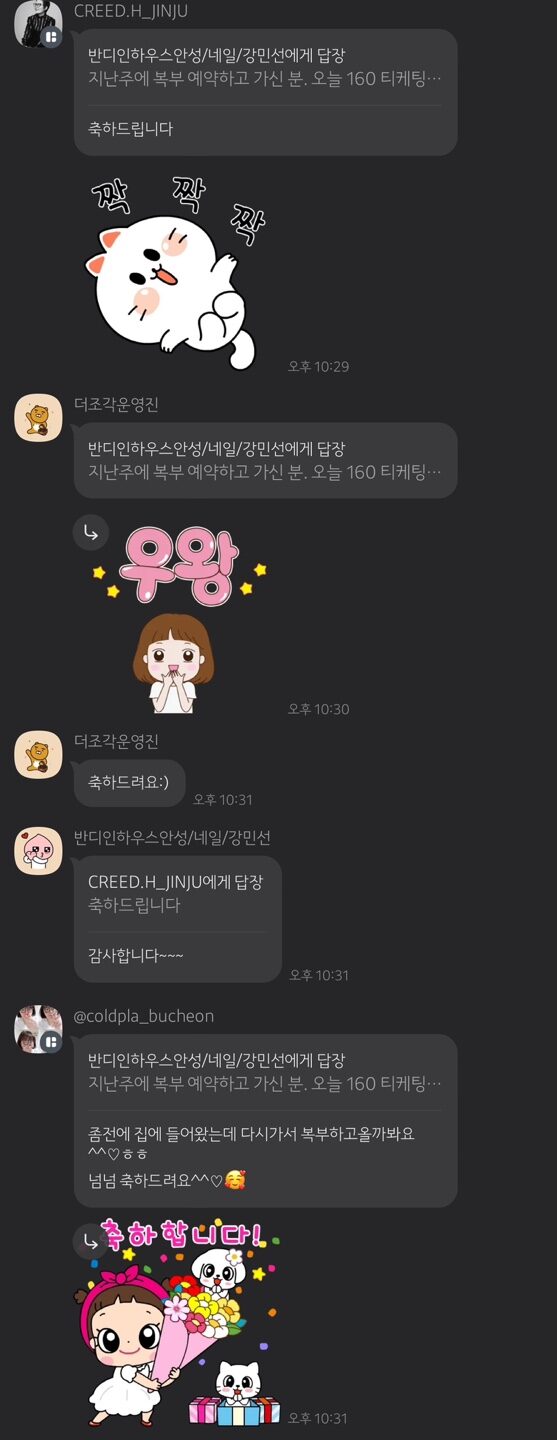 CREED.H_JINJU
반디인하우스안성/네일/강민선에게 답장
지난주에 복부 예약하고 가신 분. 오늘 160 티케팅…
축하드립니다
짝 짝 짝
오후 10:29
더조각운영진
반디인하우스안성/네일/강민선에게 답장
지난주에 복부 예약하고 가신 분. 오늘 160 티케팅…
우왕
오후 10:30
더조각운영진
축하드려요:)
오후 10:31
반디인하우스안성/네일/강민선
CREED.H_JINJU에게 답장
축하드립니다
감사합니다~~~
오후 10:31
@coldpla_bucheon
반디인하우스안성/네일/강민선에게 답장
지난주에 복부 예약하고 가신 분. 오늘 160 티케팅…
좀전에 집에 들어왔는데 다시가서 복부하고올까봐요
^^♡ㅎㅎ
넘넘 축하드려요^^♡🥰
축하합니다!
오후 10:31